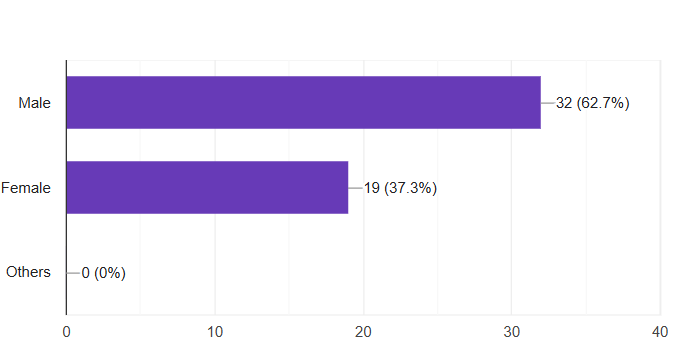 Male
32 (62.7%)
Female
19 (37.3%)
Others
0 (0%)
0 10 20 30 40